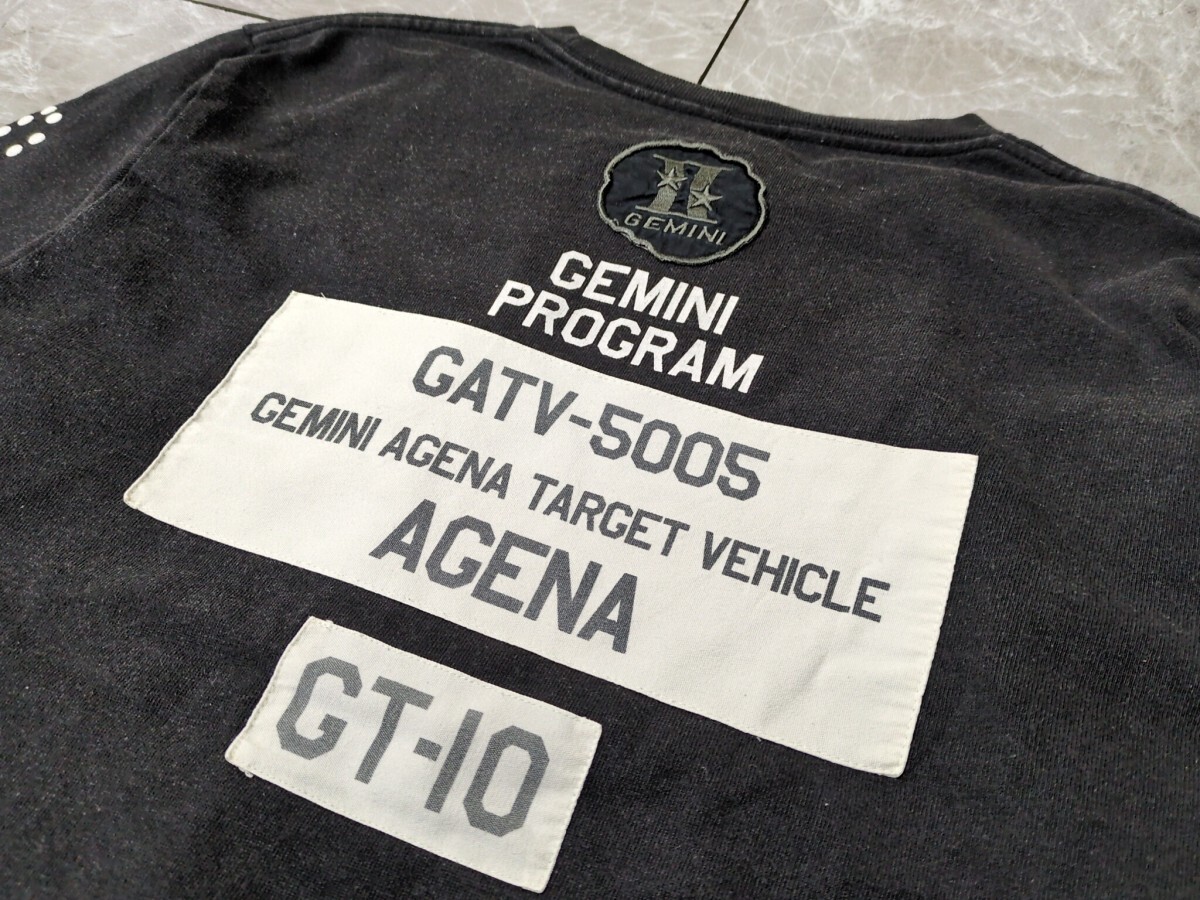 GEMINI
GEMINI
PROGRAM
GATV-5005
GEMINI AGENA TARGET VEHICLE
AGENA
GT-10